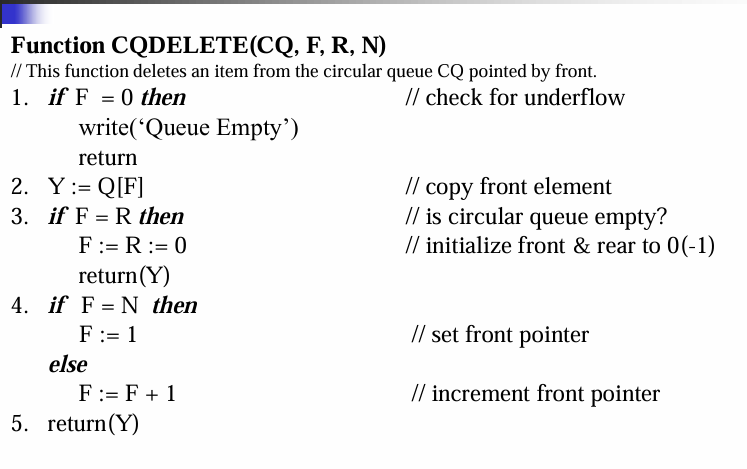 Function CQDELETE(CQ, F, R, N)
// This function deletes an item from the circular queue CQ pointed by front.
1. if F = 0 then // check for underflow
write(‘Queue Empty’)
return
2. Y := Q[F] // copy front element
3. if F = R then // is circular queue empty?
F := R := 0 // initialize front & rear to 0(-1)
return(Y)
4. if F = N then
F := 1 // set front pointer
else
F := F + 1 // increment front pointer
5. return(Y)